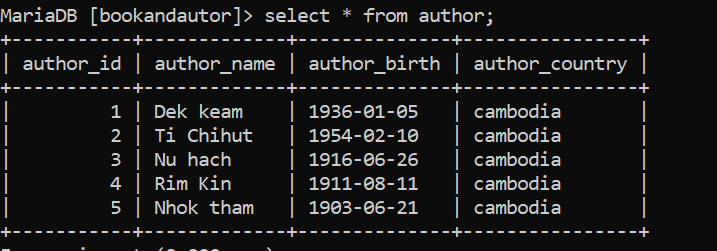 MariaDB [bookandautor]> select * from author;
+-----------+-------------+--------------+----------------+
| author_id | author_name | author_birth | author_country |
+-----------+-------------+--------------+----------------+
|         1 | Dek keam    | 1936-01-05   | cambodia       |
|         2 | Ti Chihut   | 1954-02-10   | cambodia       |
|         3 | Nu hach     | 1916-06-26   | cambodia       |
|         4 | Rim Kin     | 1911-08-11   | cambodia       |
|         5 | Nhok tham   | 1903-06-21   | cambodia       |
+-----------+-------------+--------------+----------------+